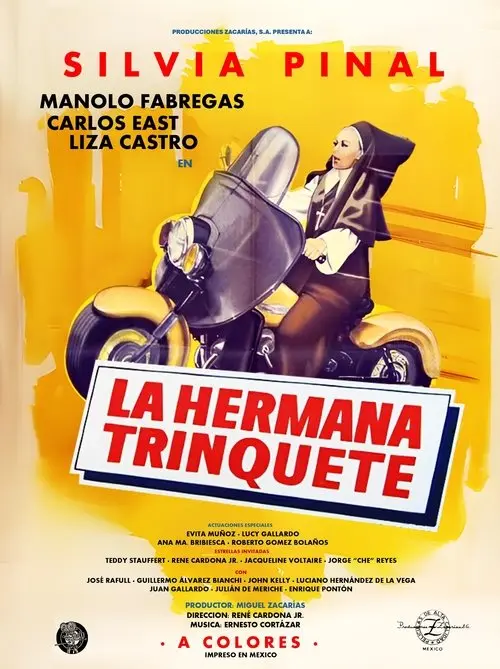 PRODUCCIONES ZACARÍAS, S.A. PRESENTA A:
SILVIA PINAL
MANOLO FABREGAS
CARLOS EAST
LIZA CASTRO
EN
LA HERMANA
TRINQUETE
ACTUACIONES ESPECIALES
EVITA MUÑOZ · LUCY GALLARDO
ANA MA. BRIBIESCA · ROBERTO GOMEZ BOLAÑOS
ESTRELLAS INVITADAS
TEDDY STAUFFERT · RENE CARDONA JR. · JACQUELINE VOLTAIRE · JORGE "CHE" REYES
CON
JOSÉ RAFULL · GUILLERMO ÁLVAREZ BIANCHI · JOHN KELLY · LUCIANO HERNÁNDEZ DE LA VEGA
JUAN GALLARDO · JULIÁN DE MERICHE · ENRIQUE PONTÓN
PRODUCTOR: MIGUEL ZACARÍAS
DIRECCION: RENÉ CARDONA JR.
MUSICA: ERNESTO CORTÁZAR
· A COLORES ·
IMPRESO EN MEXICO
Z
MEXICO